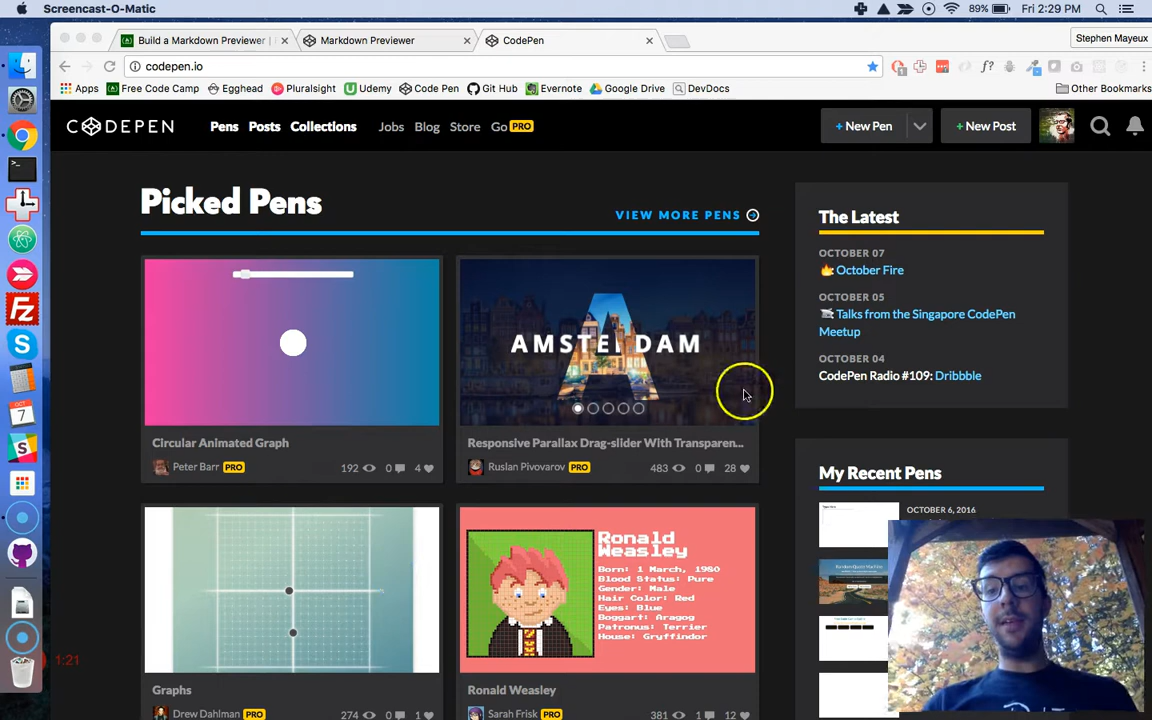 Screencast-O-Matic
89%
Fri 2:29 PM
Build a Markdown Previewer |
Markdown Previewer
CodePen
Stephen Mayeux
codepen.io
f?
Apps
Free Code Camp
Egghead
Pluralsight
Udemy
Code Pen
Git Hub
Evernote
Google Drive
DevDocs
Other Bookmarks
CODEPEN
Pens
Posts
Collections
Jobs
Blog
Store
Go PRO
+ New Pen
+ New Post
Picked Pens
VIEW MORE PENS
The Latest
OCTOBER 07
October Fire
OCTOBER 05
Talks from the Singapore CodePen
Meetup
OCTOBER 04
CodePen Radio #109: Dribbble
AMSTERDAM
Circular Animated Graph
Peter Barr PRO
192
0
4
Responsive Parallax Drag-slider With Transparen...
Ruslan Pivovarov PRO
483
0
28
My Recent Pens
OCTOBER 6, 2016
Ronald
Weasley
Born: 1 March, 1980
Blood Status: Pure
Gender: Male
Hair Color: Red
Eyes: Blue
Boggart: Aragog
Patronus: Terrier
House: Gryffindor
Graphs
Drew Dahlman PRO
274
0
1
Ronald Weasley
Sarah Frisk PRO
381
1
12
1:21